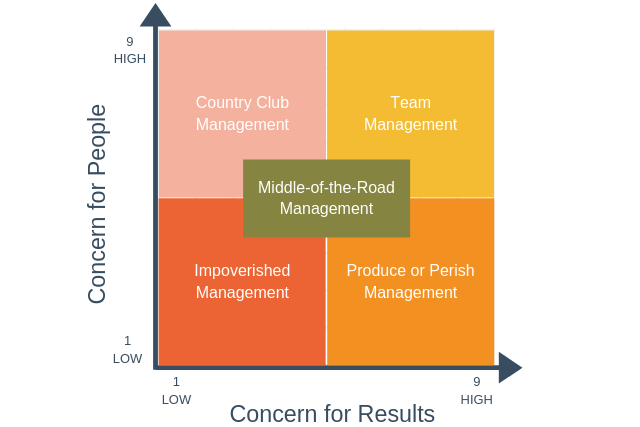 9
HIGH
Concern for People
Country Club
Management
Team
Management
Middle-of-the-Road
Management
Impoverished
Management
Produce or Perish
Management
1
LOW
1
LOW
9
HIGH
Concern for Results